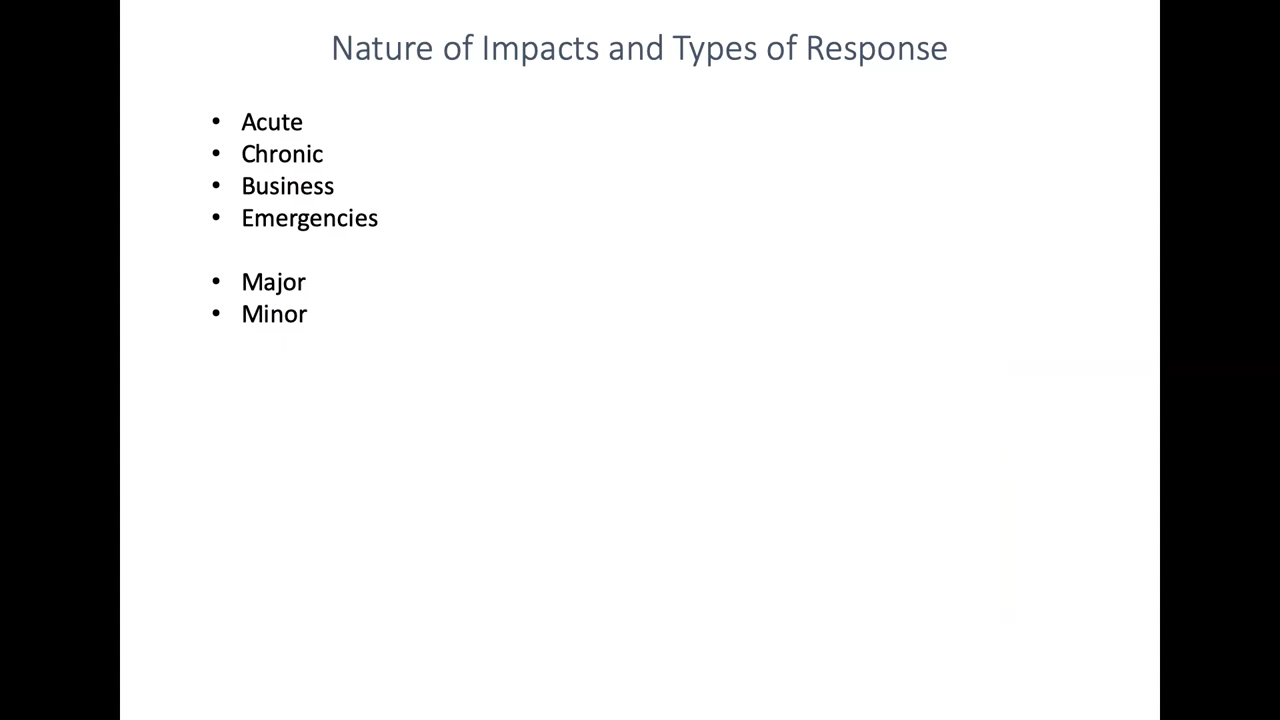 Nature of Impacts and Types of Response
• Acute
• Chronic
• Business
• Emergencies
• Major
• Minor